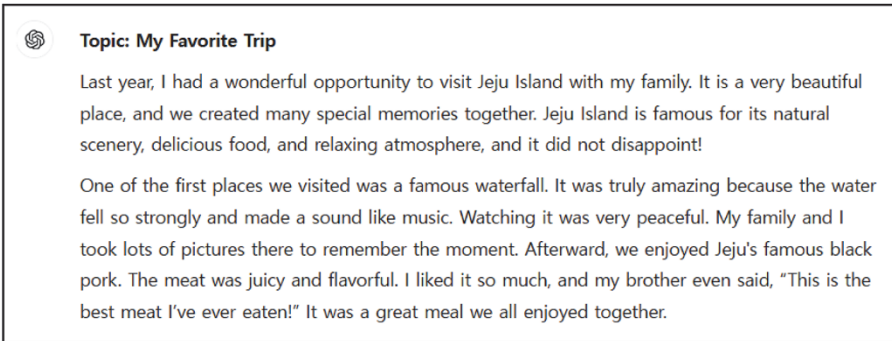 Topic: My Favorite Trip
Last year, I had a wonderful opportunity to visit Jeju Island with my family. It is a very beautiful
place, and we created many special memories together. Jeju Island is famous for its natural
scenery, delicious food, and relaxing atmosphere, and it did not disappoint!
One of the first places we visited was a famous waterfall. It was truly amazing because the water
fell so strongly and made a sound like music. Watching it was very peaceful. My family and I
took lots of pictures there to remember the moment. Afterward, we enjoyed Jeju's famous black
pork. The meat was juicy and flavorful. I liked it so much, and my brother even said, “This is the
best meat I’ve ever eaten!” It was a great meal we all enjoyed together.